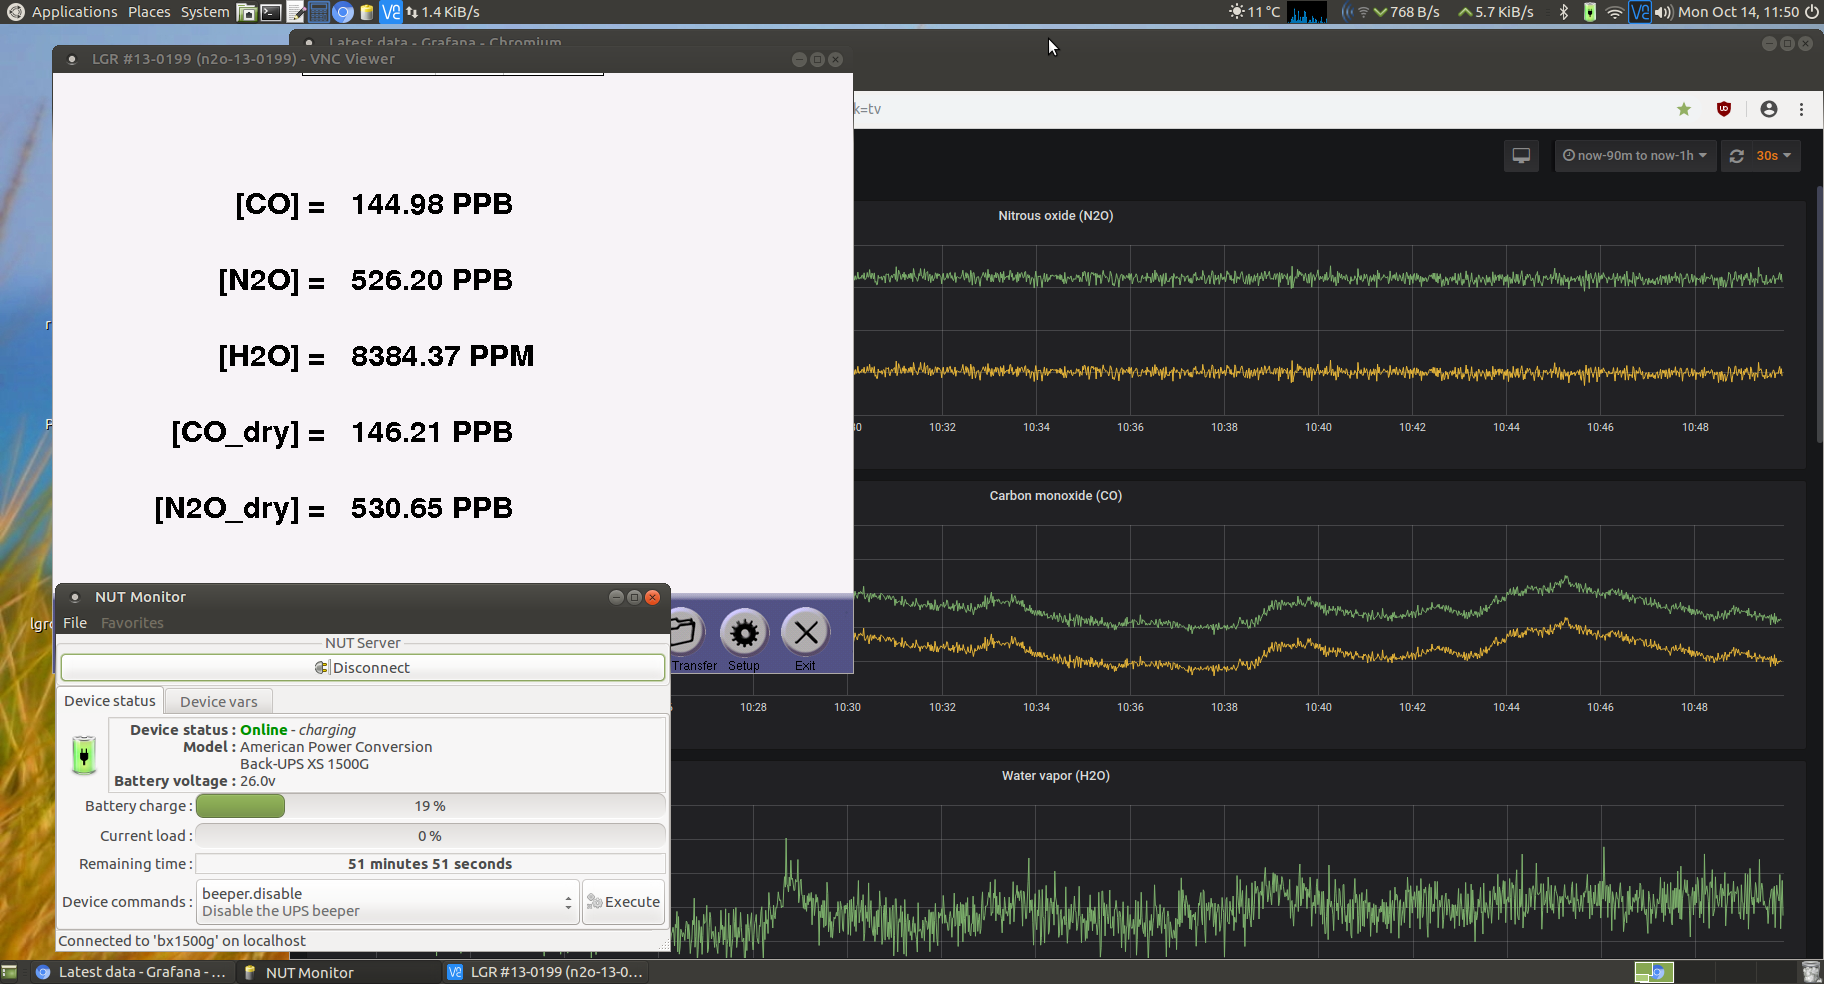 Applications Places System 1.4 KiB/s 11 °C 768 B/s 5.7 KiB/s Mon Oct 14, 11:50
Latest data - Grafana - Chromium
LGR #13-0199 (n2o-13-0199) - VNC Viewer
k=tv
now-90m to now-1h 30s
[CO] = 144.98 PPB
[N2O] = 526.20 PPB
[H2O] = 8384.37 PPM
[CO_dry] = 146.21 PPB
[N2O_dry] = 530.65 PPB
Transfer Setup Exit
Nitrous oxide (N2O)
10:32 10:34 10:36 10:38 10:40 10:42 10:44 10:46 10:48
Carbon monoxide (CO)
10:28 10:30 10:32 10:34 10:36 10:38 10:40 10:42 10:44 10:46 10:48
Water vapor (H2O)
NUT Monitor
File Favorites
NUT Server
Disconnect
Device status Device vars
Device status : Online - charging
Model : American Power Conversion
Back-UPS XS 1500G
Battery voltage : 26.0v
Battery charge : 19 %
Current load : 0 %
Remaining time : 51 minutes 51 seconds
Device commands : beeper.disable
Disable the UPS beeper
Execute
Connected to 'bx1500g' on localhost
Latest data - Grafana - ... NUT Monitor LGR #13-0199 (n2o-13-0...